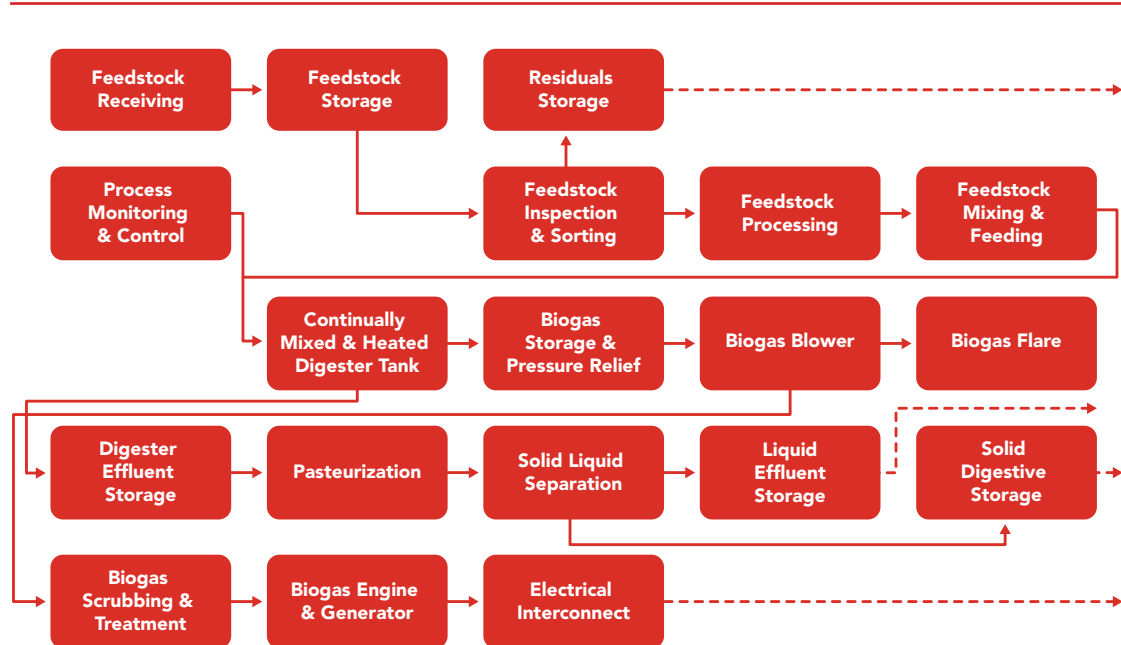 Feedstock
Receiving
Feedstock
Storage
Residuals
Storage
Process
Monitoring
& Control
Feedstock
Inspection
& Sorting
Feedstock
Processing
Feedstock
Mixing &
Feeding
Continually
Mixed & Heated
Digester Tank
Biogas
Storage &
Pressure Relief
Biogas Blower
Biogas Flare
Digester
Effluent
Storage
Pasteurization
Solid Liquid
Separation
Liquid
Effluent
Storage
Solid
Digestive
Storage
Biogas
Scrubbing &
Treatment
Biogas Engine
& Generator
Electrical
Interconnect